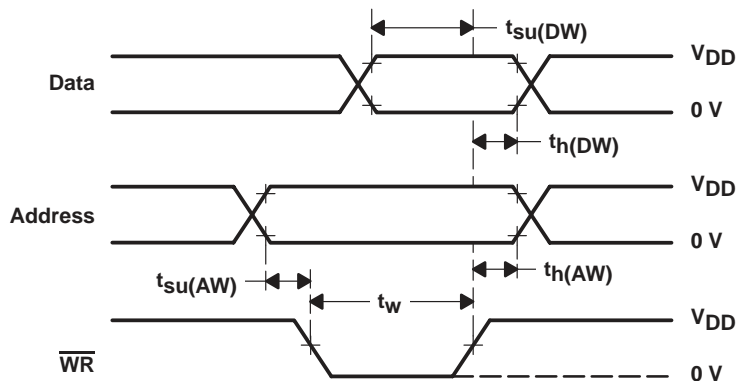 tsu(DW)
VDD
Data
0 V
th(DW)
VDD
Address
0 V
tsu(AW)
th(AW)
tw
VDD
WR
0 V